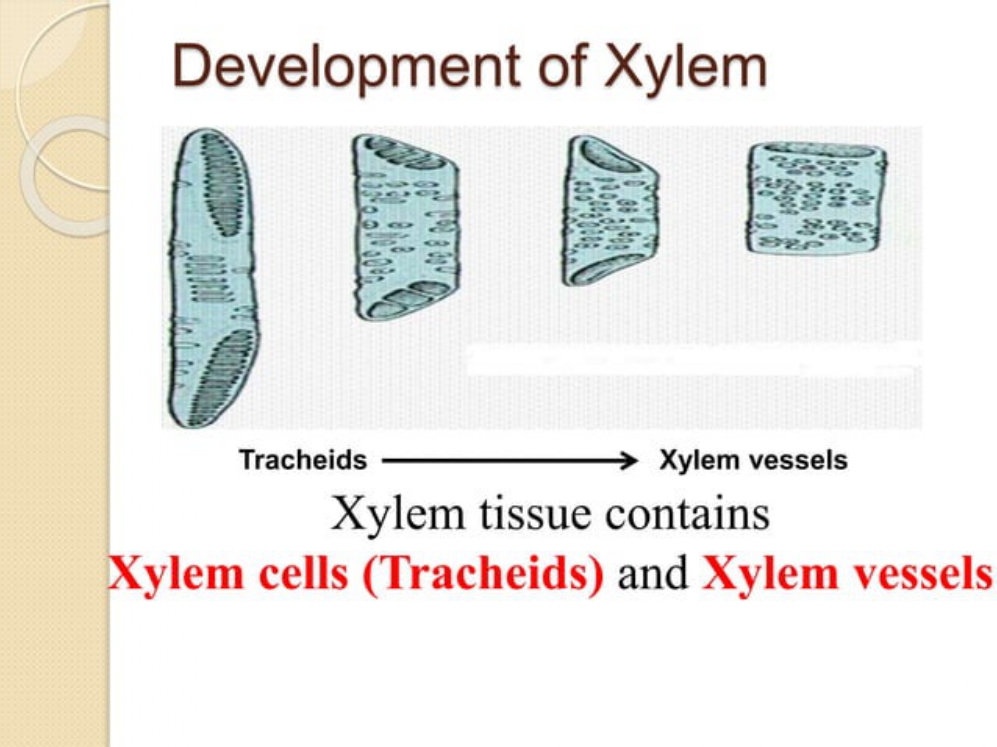 Development of Xylem
Tracheids
Xylem vessels
Xylem tissue contains
Xylem cells (Tracheids) and Xylem vessels